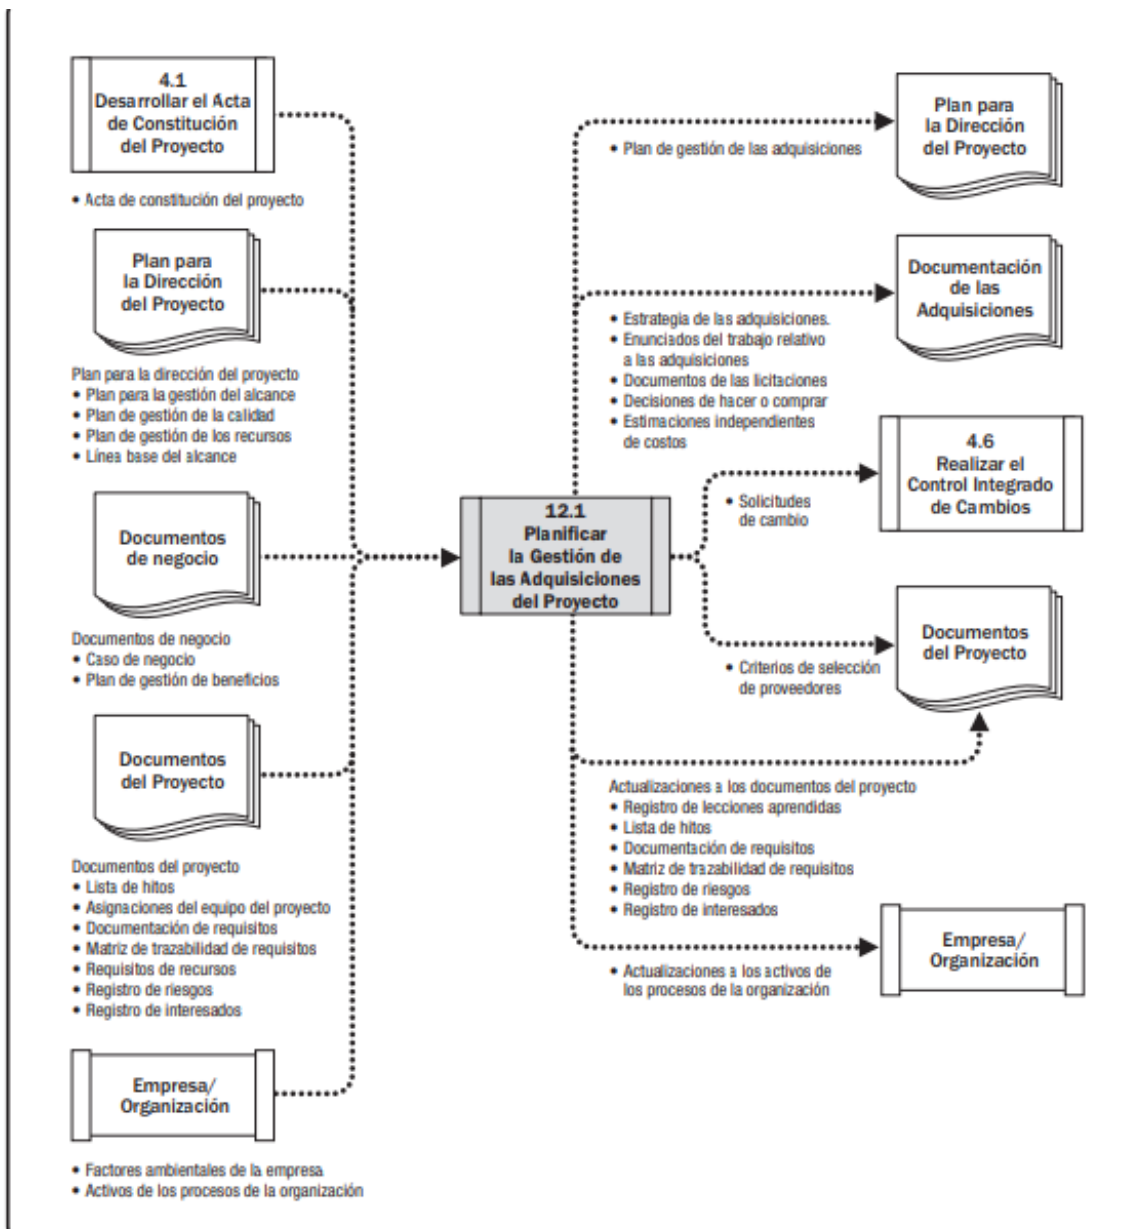 4.1
Desarrollar el Acta
de Constitución
del Proyecto
• Acta de constitución del proyecto
Plan para
la Dirección
del Proyecto
Plan para la dirección del proyecto
• Plan para la gestión del alcance
• Plan de gestión de la calidad
• Plan de gestión de los recursos
• Línea base del alcance
Documentos
de negocio
Documentos de negocio
• Caso de negocio
• Plan de gestión de beneficios
Documentos
del Proyecto
Documentos del proyecto
• Lista de hitos
• Asignaciones del equipo del proyecto
• Documentación de requisitos
• Matriz de trazabilidad de requisitos
• Requisitos de recursos
• Registro de riesgos
• Registro de interesados
Empresa/
Organización
• Factores ambientales de la empresa
• Activos de los procesos de la organización
12.1
Planificar
la Gestión de
las Adquisiciones
del Proyecto
• Plan de gestión de las adquisiciones
Plan para
la Dirección
del Proyecto
• Estrategia de las adquisiciones.
• Enunciados del trabajo relativo
a las adquisiciones
• Documentos de las licitaciones
• Decisiones de hacer o comprar
• Estimaciones independientes
de costos
Documentación
de las
Adquisiciones
• Solicitudes
de cambio
4.6
Realizar el
Control Integrado
de Cambios
• Criterios de selección
de proveedores
Documentos
del Proyecto
Actualizaciones a los documentos del proyecto
• Registro de lecciones aprendidas
• Lista de hitos
• Documentación de requisitos
• Matriz de trazabilidad de requisitos
• Registro de riesgos
• Registro de interesados
• Actualizaciones a los activos de
los procesos de la organización
Empresa/
Organización